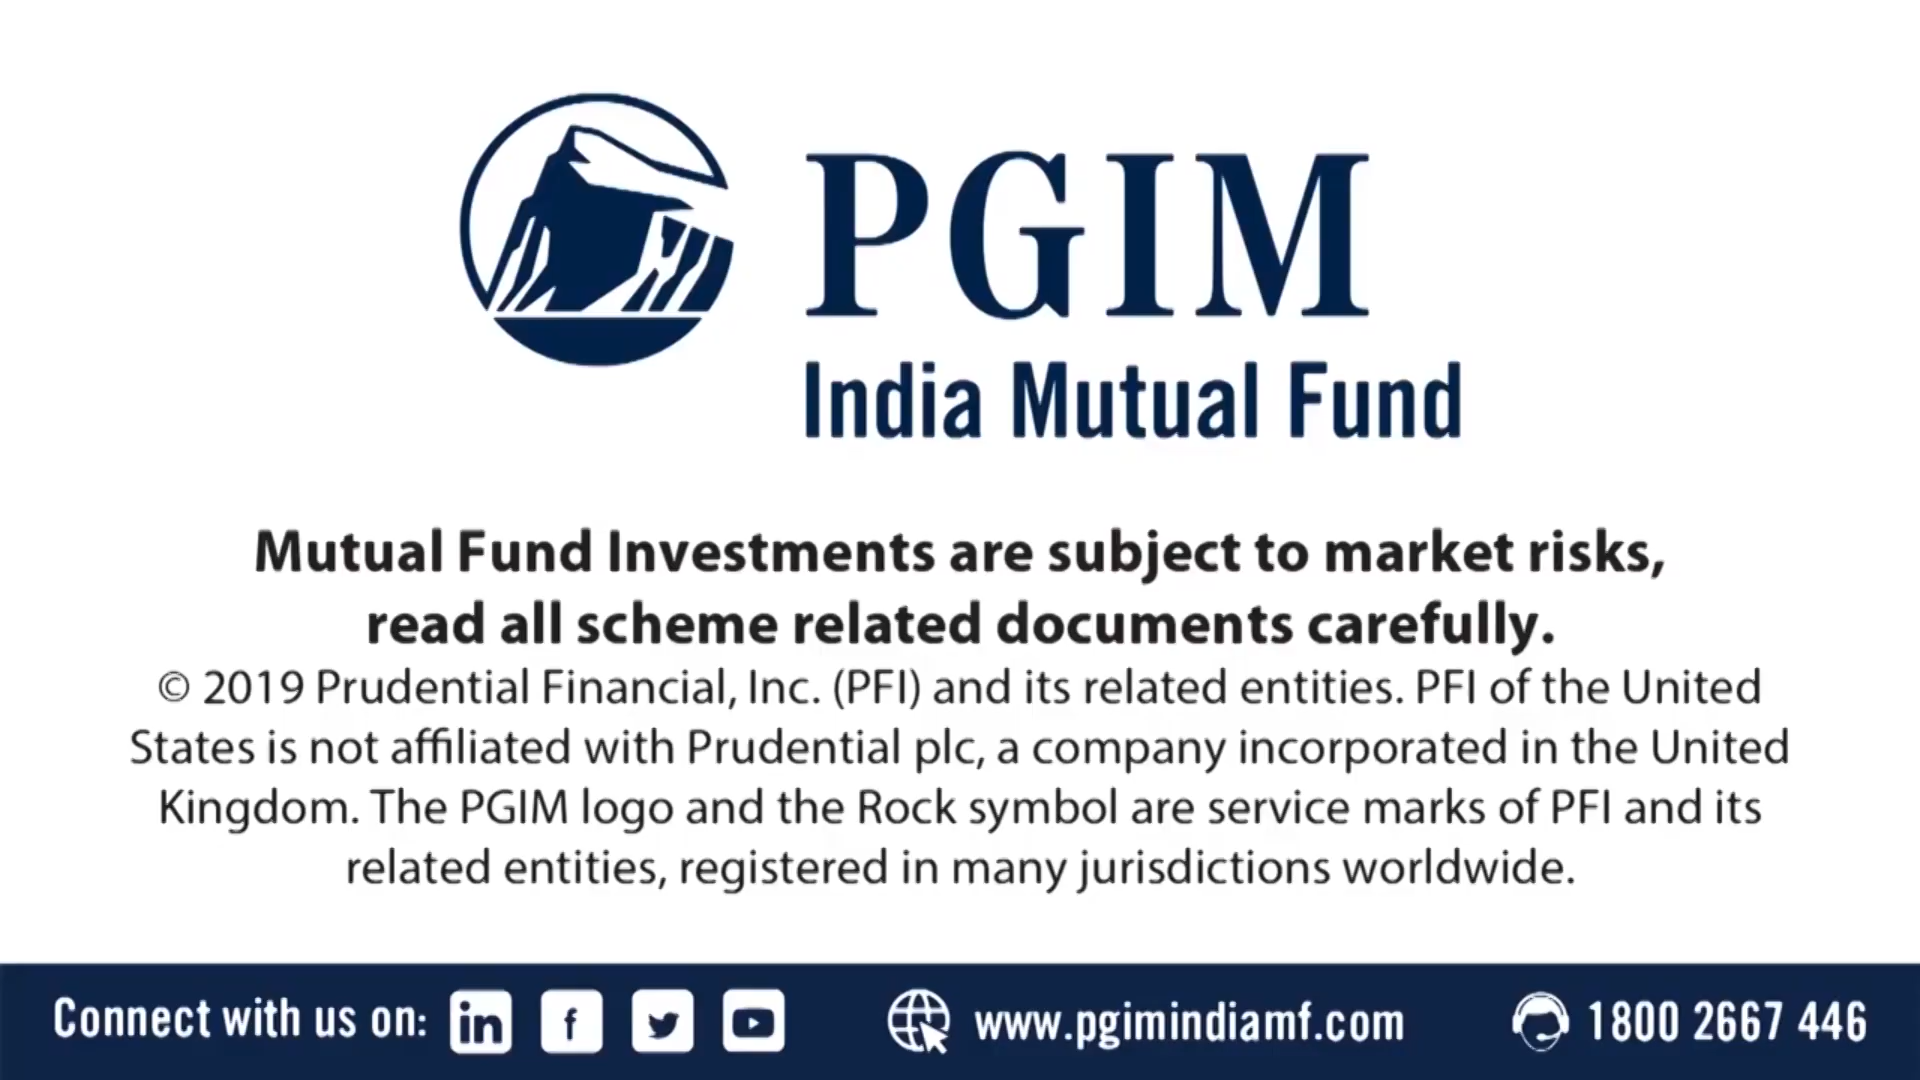 PGIM
India Mutual Fund
Mutual Fund Investments are subject to market risks,
read all scheme related documents carefully.
© 2019 Prudential Financial, Inc. (PFI) and its related entities. PFI of the United
States is not affiliated with Prudential plc, a company incorporated in the United
Kingdom. The PGIM logo and the Rock symbol are service marks of PFI and its
related entities, registered in many jurisdictions worldwide.
Connect with us on: in f www.pgimindiamf.com 1800 2667 446